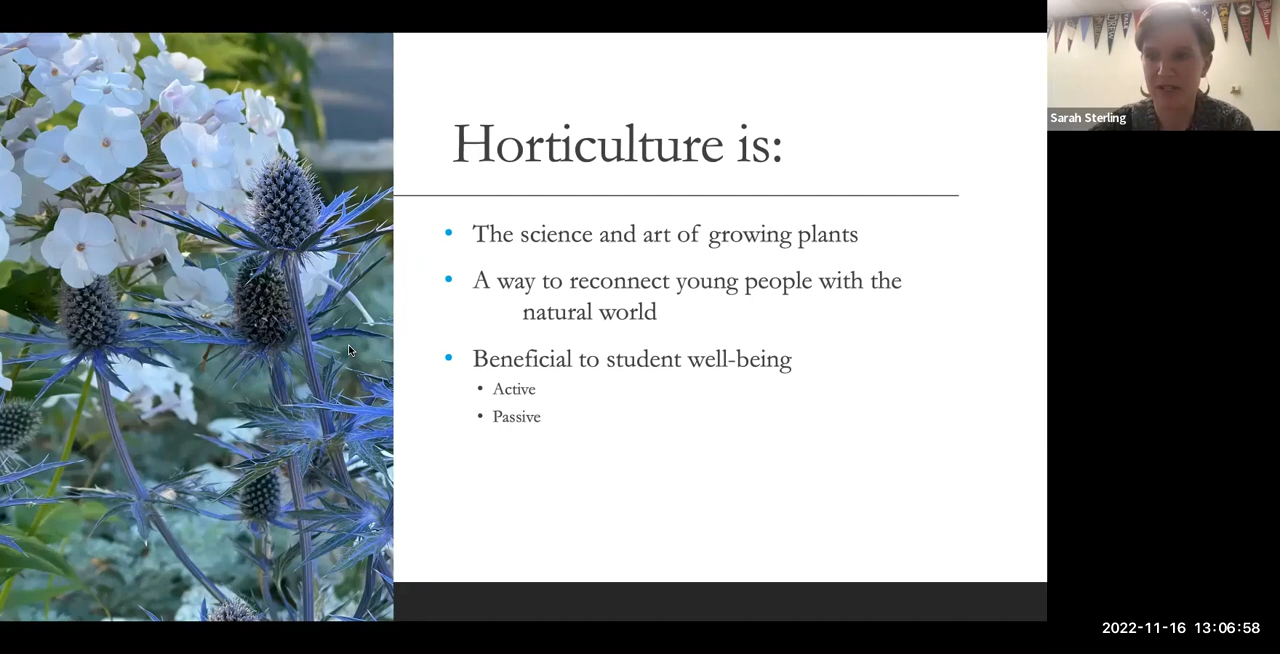 Horticulture is:
• The science and art of growing plants
• A way to reconnect young people with the
natural world
• Beneficial to student well-being
• Active
• Passive
Sarah Sterling
2022-11-16 13:06:58